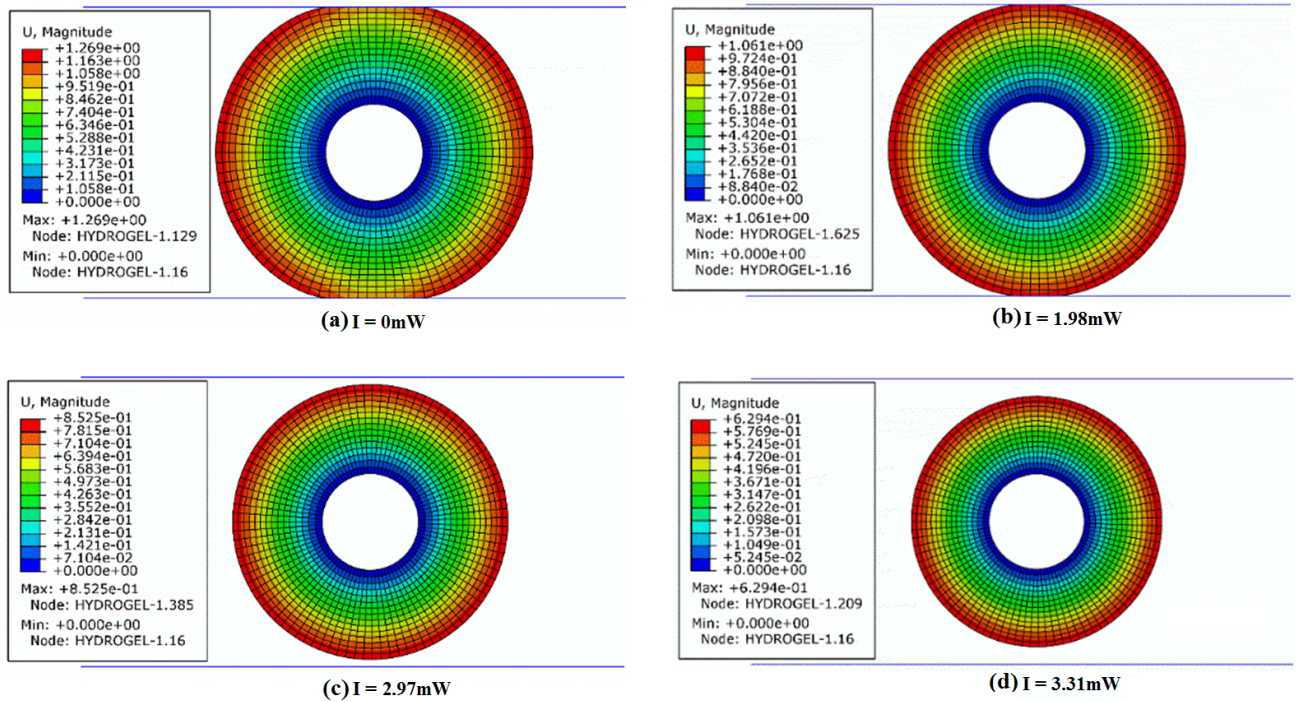 U, Magnitude
+1.269e+00
+1.163e+00
+1.058e+00
+9.519e-01
+8.462e-01
+7.404e-01
+6.346e-01
+5.288e-01
+4.231e-01
+3.173e-01
+2.115e-01
+1.058e-01
+0.000e+00
Max: +1.269e+00
Node: HYDROGEL-1.129
Min: +0.000e+00
Node: HYDROGEL-1.16
(a) I = 0mW
U, Magnitude
+1.061e+00
+9.724e-01
+8.840e-01
+7.956e-01
+7.072e-01
+6.188e-01
+5.304e-01
+4.420e-01
+3.536e-01
+2.652e-01
+1.768e-01
+8.840e-02
+0.000e+00
Max: +1.061e+00
Node: HYDROGEL-1.625
Min: +0.000e+00
Node: HYDROGEL-1.16
(b) I = 1.98mW
U, Magnitude
+8.525e-01
+7.815e-01
+7.104e-01
+6.394e-01
+5.683e-01
+4.973e-01
+4.263e-01
+3.552e-01
+2.842e-01
+2.131e-01
+1.421e-01
+7.104e-02
+0.000e+00
Max: +8.525e-01
Node: HYDROGEL-1.385
Min: +0.000e+00
Node: HYDROGEL-1.16
(c) I = 2.97mW
U, Magnitude
+6.294e-01
+5.769e-01
+5.245e-01
+4.720e-01
+4.196e-01
+3.671e-01
+3.147e-01
+2.622e-01
+2.098e-01
+1.573e-01
+1.049e-01
+5.245e-02
+0.000e+00
Max: +6.294e-01
Node: HYDROGEL-1.209
Min: +0.000e+00
Node: HYDROGEL-1.16
(d) I = 3.31mW